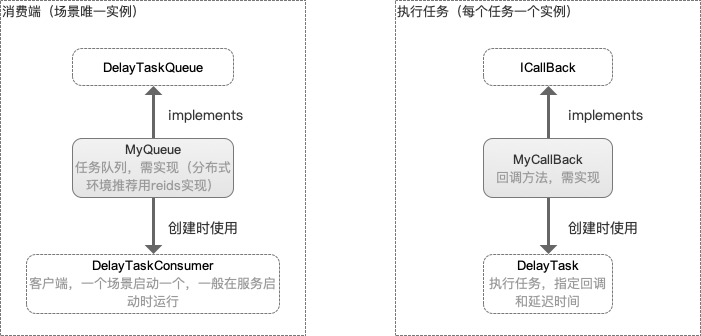 消费端（场景唯一实例）
DelayTaskQueue
implements
MyQueue
任务队列，需实现（分布式
环境推荐用reids实现）
创建时使用
DelayTaskConsumer
客户端，一个场景启动一个，一般在服务启
动时运行
执行任务（每个任务一个实例）
ICallBack
implements
MyCallBack
回调方法，需实现
创建时使用
DelayTask
执行任务，指定回调
和延迟时间